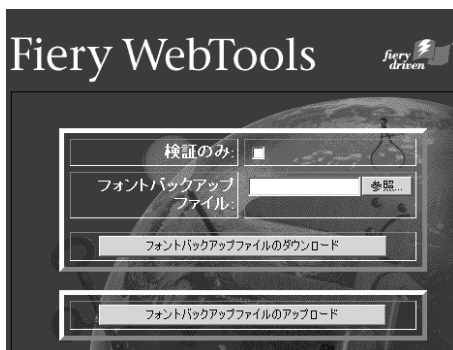 Fiery WebTools
fiery
driven
検証のみ:
フォントバックアップ
ファイル:
参照...
フォントバックアップファイルのダウンロード
フォントバックアップファイルのアップロード